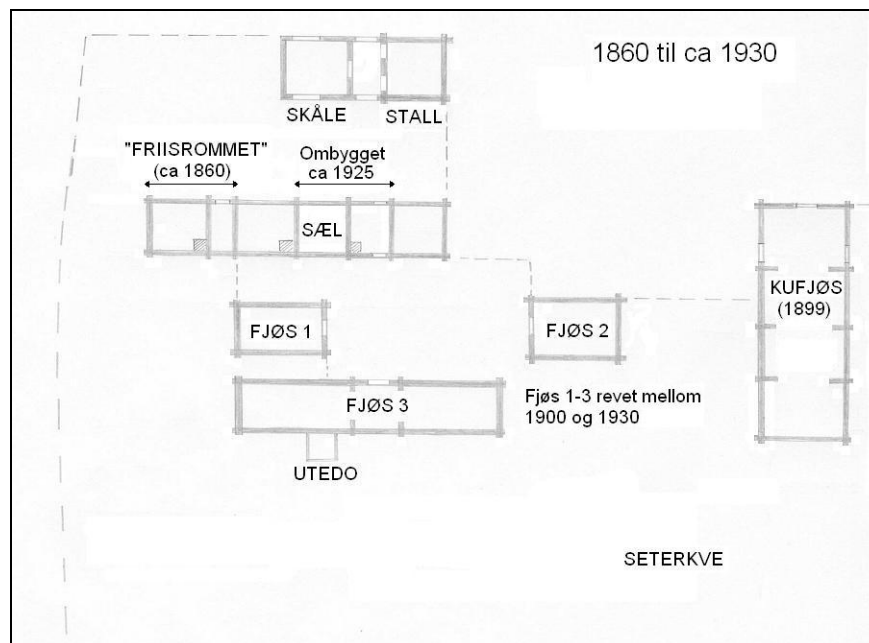 1860 til ca 1930
SKÅLE
STALL
"FRIISROMMET"
(ca 1860)
Ombygget
ca 1925
SÆL
KUFJØS
(1899)
FJØS 1
FJØS 2
FJØS 3
Fjøs 1-3 revet mellom
1900 og 1930
UTEDO
SETERKVE